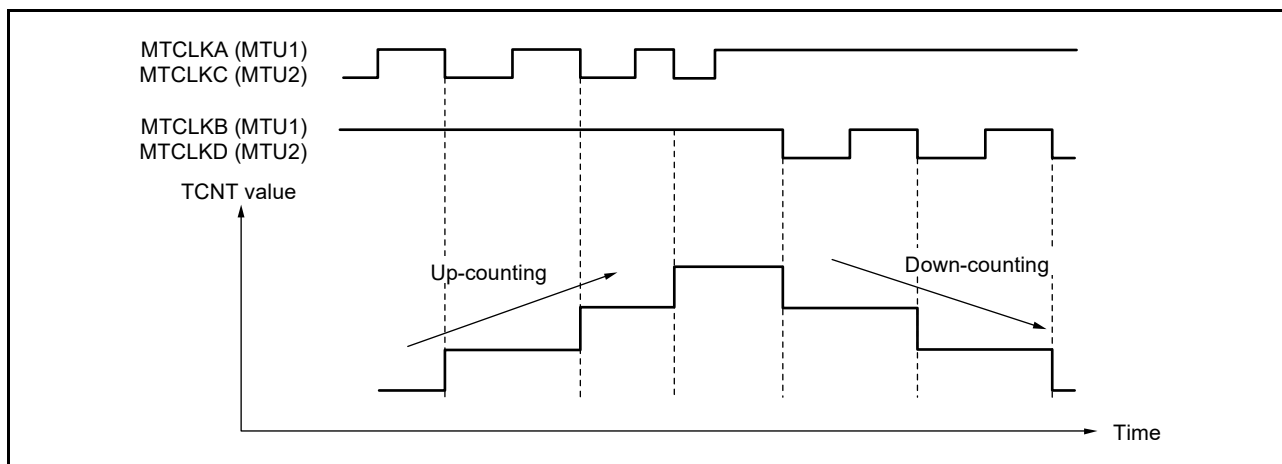 MTCLKA (MTU1)
MTCLKC (MTU2)
MTCLKB (MTU1)
MTCLKD (MTU2)
TCNT value
Up-counting
Down-counting
Time